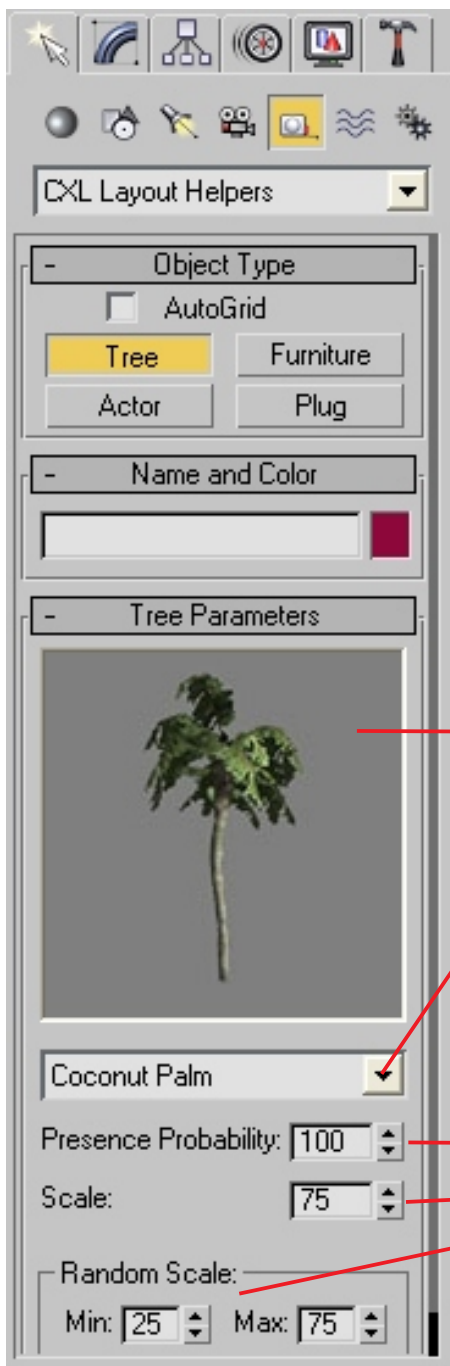 CXL Layout Helpers
- Object Type
AutoGrid
Tree Furniture
Actor Plug
- Name and Color
- Tree Parameters
Coconut Palm
Presence Probability: 100
Scale: 75
Random Scale:
Min: 25 Max: 75